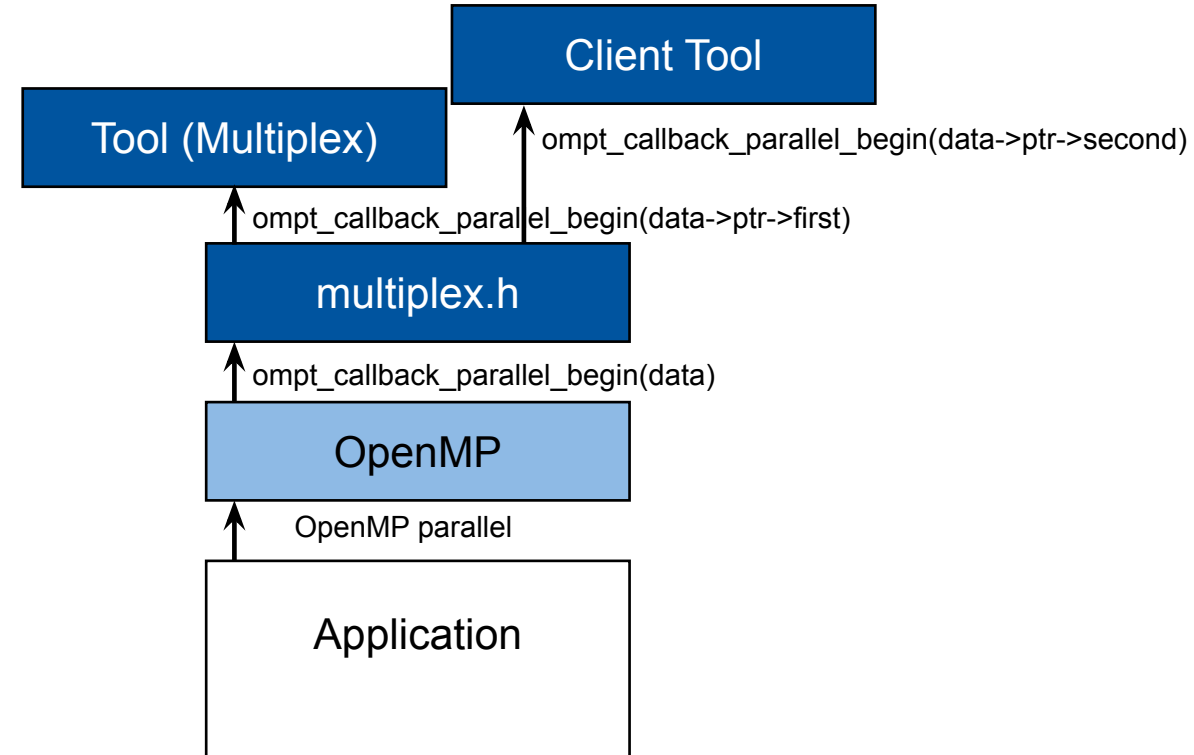 Client Tool
Tool (Multiplex)
ompt_callback_parallel_begin(data->ptr->second)
ompt_callback_parallel_begin(data->ptr->first)
multiplex.h
ompt_callback_parallel_begin(data)
OpenMP
OpenMP parallel
Application